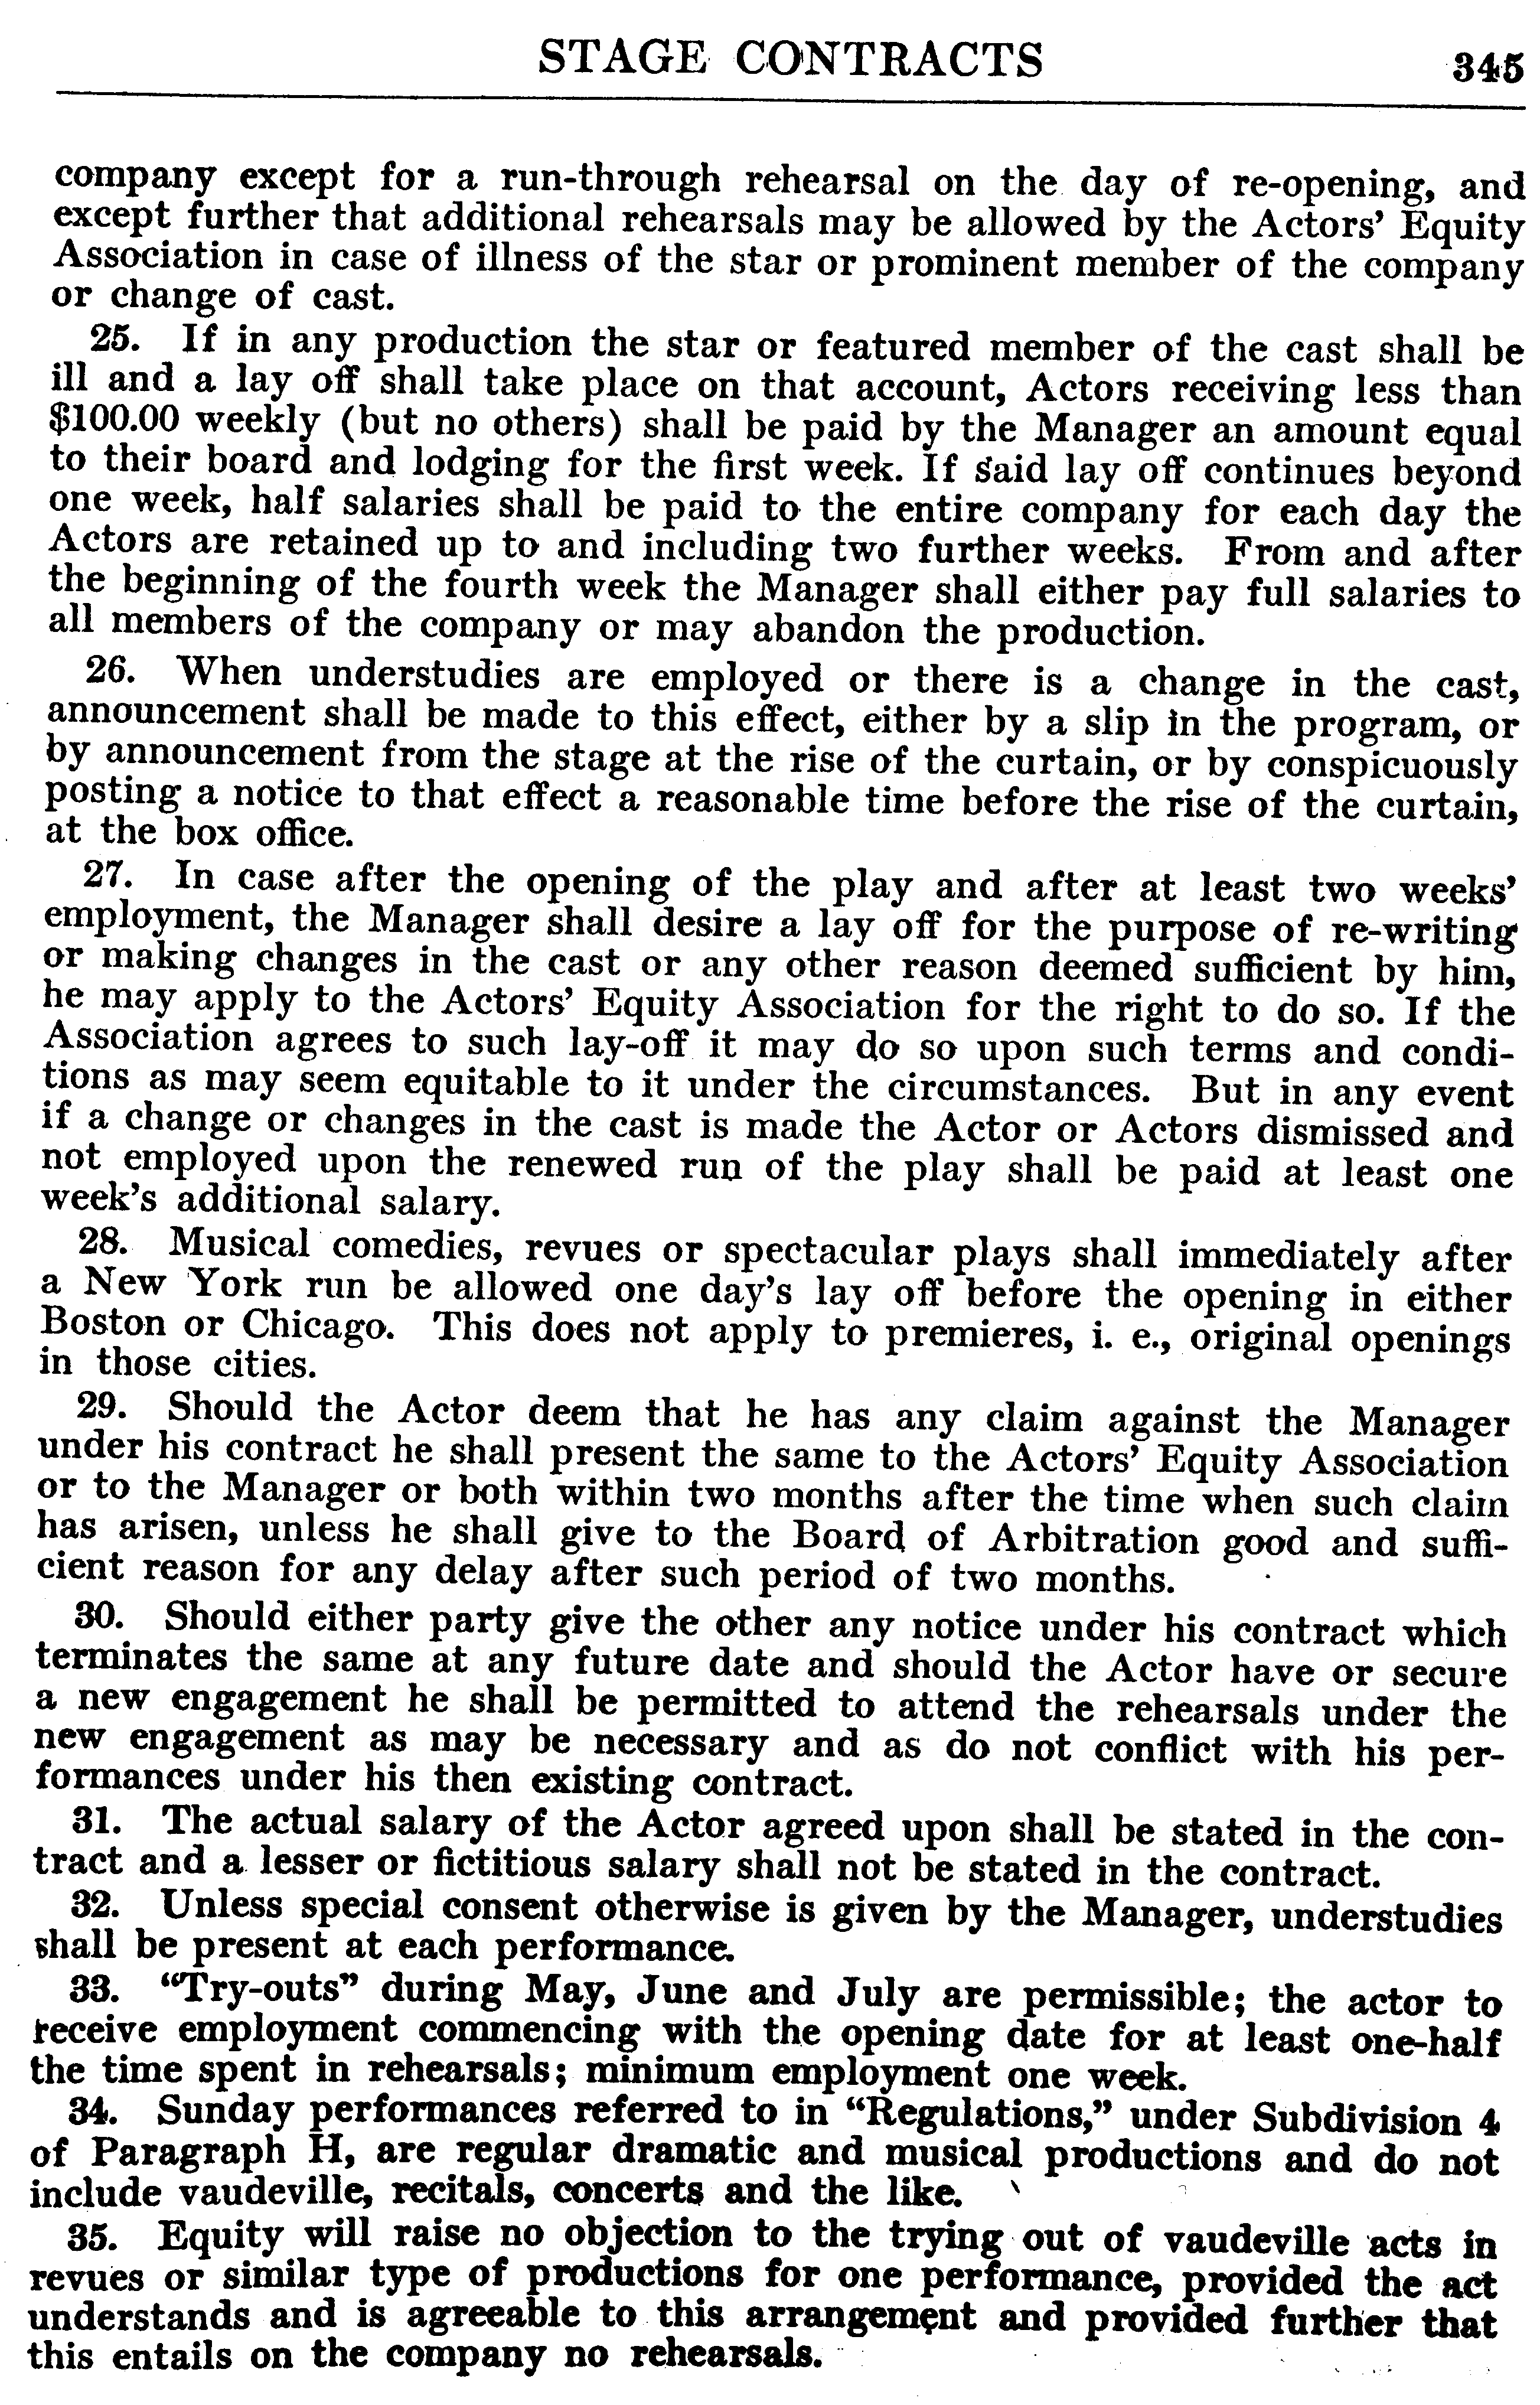 STAGE CONTRACTS 345
company except for a run-through rehearsal on the day of re-opening, and
except further that additional rehearsals may be allowed by the Actors' Equity
Association in case of illness of the star or prominent member of the company
or change of cast.
25. If in any production the star or featured member of the cast shall be
ill and a lay off shall take place on that account, Actors receiving less than
$100.00 weekly (but no others) shall be paid by the Manager an amount equal
to their board and lodging for the first week. If said lay off continues beyond
one week, half salaries shall be paid to the entire company for each day the
Actors are retained up to and including two further weeks. From and after
the beginning of the fourth week the Manager shall either pay full salaries to
all members of the company or may abandon the production.
26. When understudies are employed or there is a change in the cast,
announcement shall be made to this effect, either by a slip in the program, or
by announcement from the stage at the rise of the curtain, or by conspicuously
posting a notice to that effect a reasonable time before the rise of the curtain,
at the box office.
27. In case after the opening of the play and after at least two weeks'
employment, the Manager shall desire a lay off for the purpose of re-writing
or making changes in the cast or any other reason deemed sufficient by him,
he may apply to the Actors' Equity Association for the right to do so. If the
Association agrees to such lay-off it may do so upon such terms and condi-
tions as may seem equitable to it under the circumstances. But in any event
if a change or changes in the cast is made the Actor or Actors dismissed and
not employed upon the renewed run of the play shall be paid at least one
week's additional salary.
28. Musical comedies, revues or spectacular plays shall immediately after
a New York run be allowed one day's lay off before the opening in either
Boston or Chicago. This does not apply to premieres, i. e., original openings
in those cities.
29. Should the Actor deem that he has any claim against the Manager
under his contract he shall present the same to the Actors' Equity Association
or to the Manager or both within two months after the time when such claim
has arisen, unless he shall give to the Board of Arbitration good and suffi-
cient reason for any delay after such period of two months.
30. Should either party give the other any notice under his contract which
terminates the same at any future date and should the Actor have or secure
a new engagement he shall be permitted to attend the rehearsals under the
new engagement as may be necessary and as do not conflict with his per-
formances under his then existing contract.
31. The actual salary of the Actor agreed upon shall be stated in the con-
tract and a lesser or fictitious salary shall not be stated in the contract.
32. Unless special consent otherwise is given by the Manager, understudies
shall be present at each performance.
33. "Try-outs" during May, June and July are permissible; the actor to
receive employment commencing with the opening date for at least one-half
the time spent in rehearsals; minimum employment one week.
34. Sunday performances referred to in "Regulations," under Subdivision 4
of Paragraph H, are regular dramatic and musical productions and do not
include vaudeville, recitals, concerts and the like.
35. Equity will raise no objection to the trying out of vaudeville acts in
revues or similar type of productions for one performance, provided the act
understands and is agreeable to this arrangement and provided further that
this entails on the company no rehearsals.